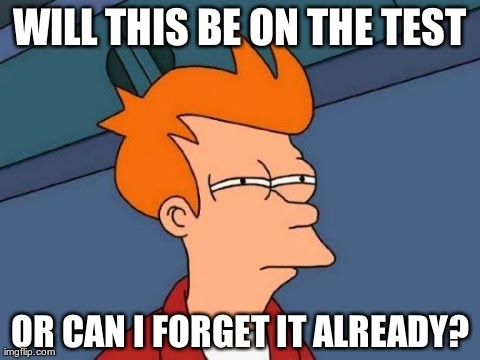 WILL THIS BE ON THE TEST
OR CAN I FORGET IT ALREADY?
imgflip.com